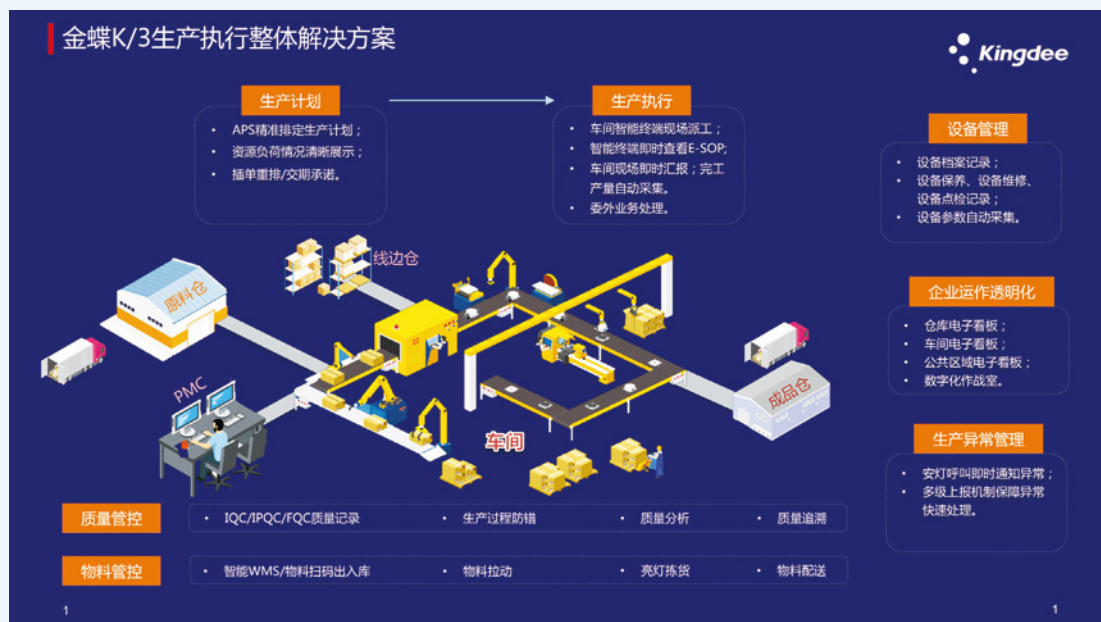 金蝶K/3生产执行整体解决方案
Kingdee
生产计划
• APS精准排定生产计划；
• 资源负荷情况清晰展示；
• 插单重排/交期承诺。
生产执行
• 车间智能终端现场派工；
• 智能终端即时查看E-SOP;
• 车间现场即时汇报；完工
产量自动采集。
• 委外业务处理。
设备管理
• 设备档案记录；
• 设备保养、设备维修、
设备点检记录；
• 设备参数自动采集。
线边仓
原料仓
PMC
车间
成品仓
企业运作透明化
• 仓库电子看板；
• 车间电子看板；
• 公共区域电子看板；
• 数字化作战室。
生产异常管理
• 安灯呼叫即时通知异常；
• 多级上报机制保障异常
快速处理。
质量管控
• IQC/IPQC/FQC质量记录 • 生产过程防错 • 质量分析 • 质量追溯
物料管控
• 智能WMS/物料扫码出入库 • 物料拉动 • 亮灯拣货 • 物料配送
1
1